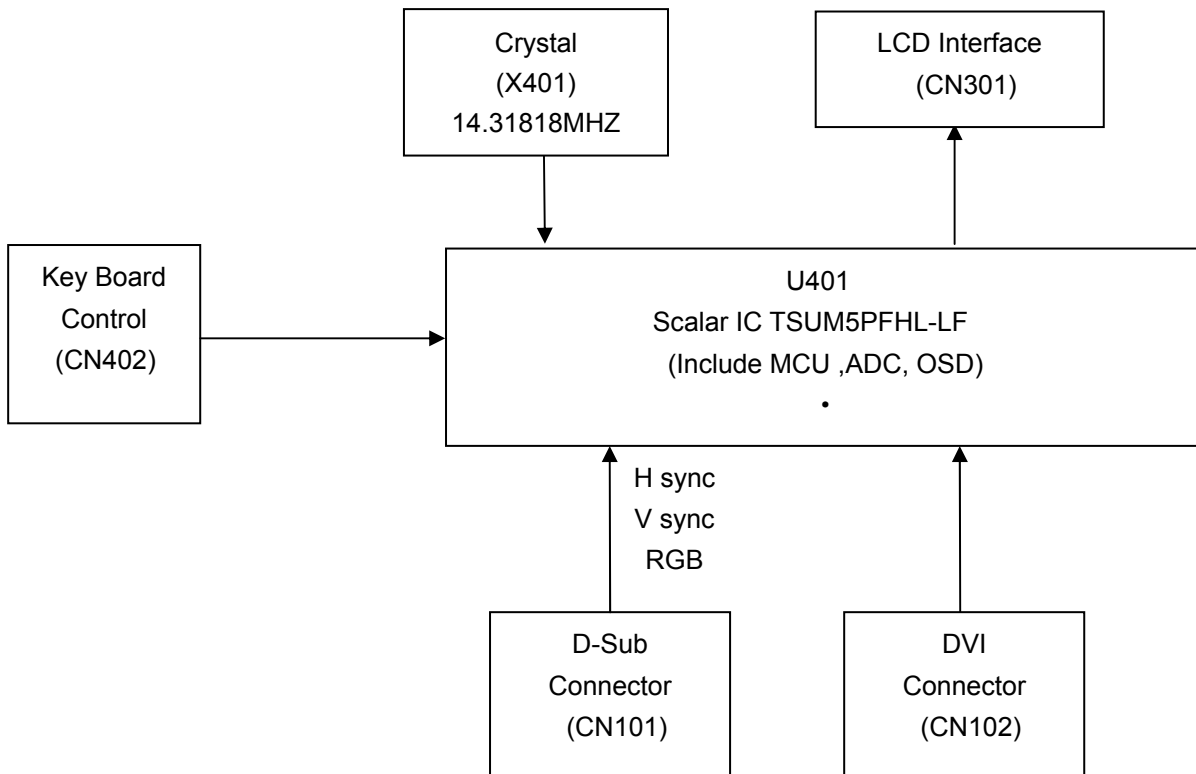 Crystal
(X401)
14.31818MHZ
LCD Interface
(CN301)
Key Board
Control
(CN402)
U401
Scalar IC TSUM5PFHL-LF
(Include MCU ,ADC, OSD)
•
H sync
V sync
RGB
D-Sub
Connector
(CN101)
DVI
Connector
(CN102)